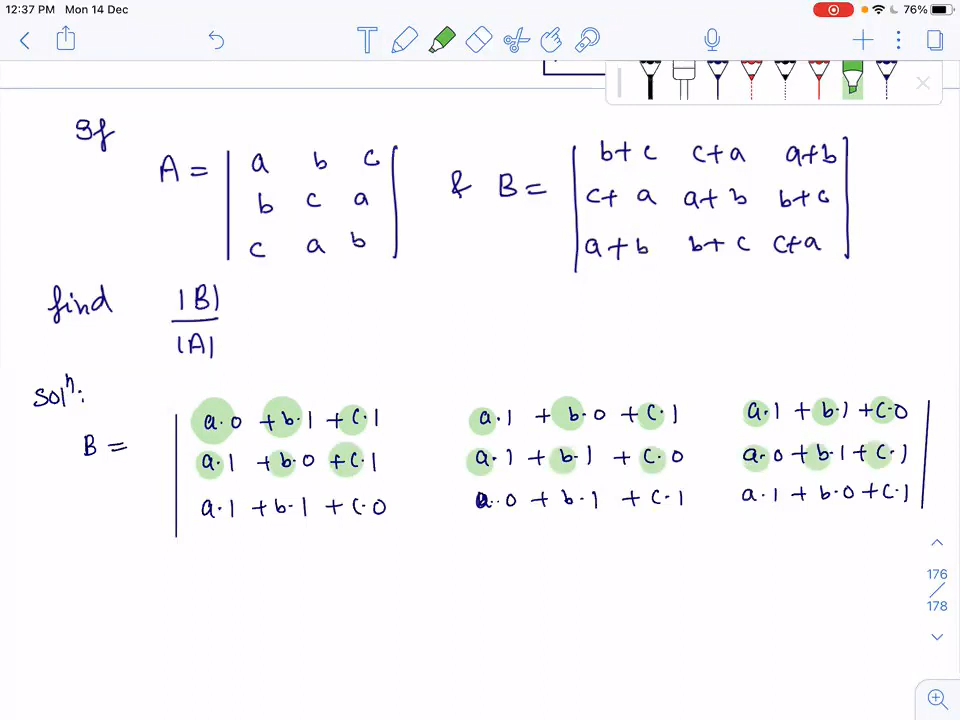 12:37 PM Mon 14 Dec 76%
If
A = | a b c | & B = | b+c c+a a+b |
| b c a | | c+a a+b b+c |
| c a b | | a+b b+c c+a |
find |B|
|A|
Solⁿ:
B = | a·0 + b·1 + c·1 a·1 + b·0 + c·1 a·1 + b·1 + c·0 |
| a·1 + b·0 + c·1 a·1 + b·1 + c·0 a·0 + b·1 + c·1 |
| a·1 + b·1 + c·0 a·0 + b·1 + c·1 a·1 + b·0 + c·1 |
176
178